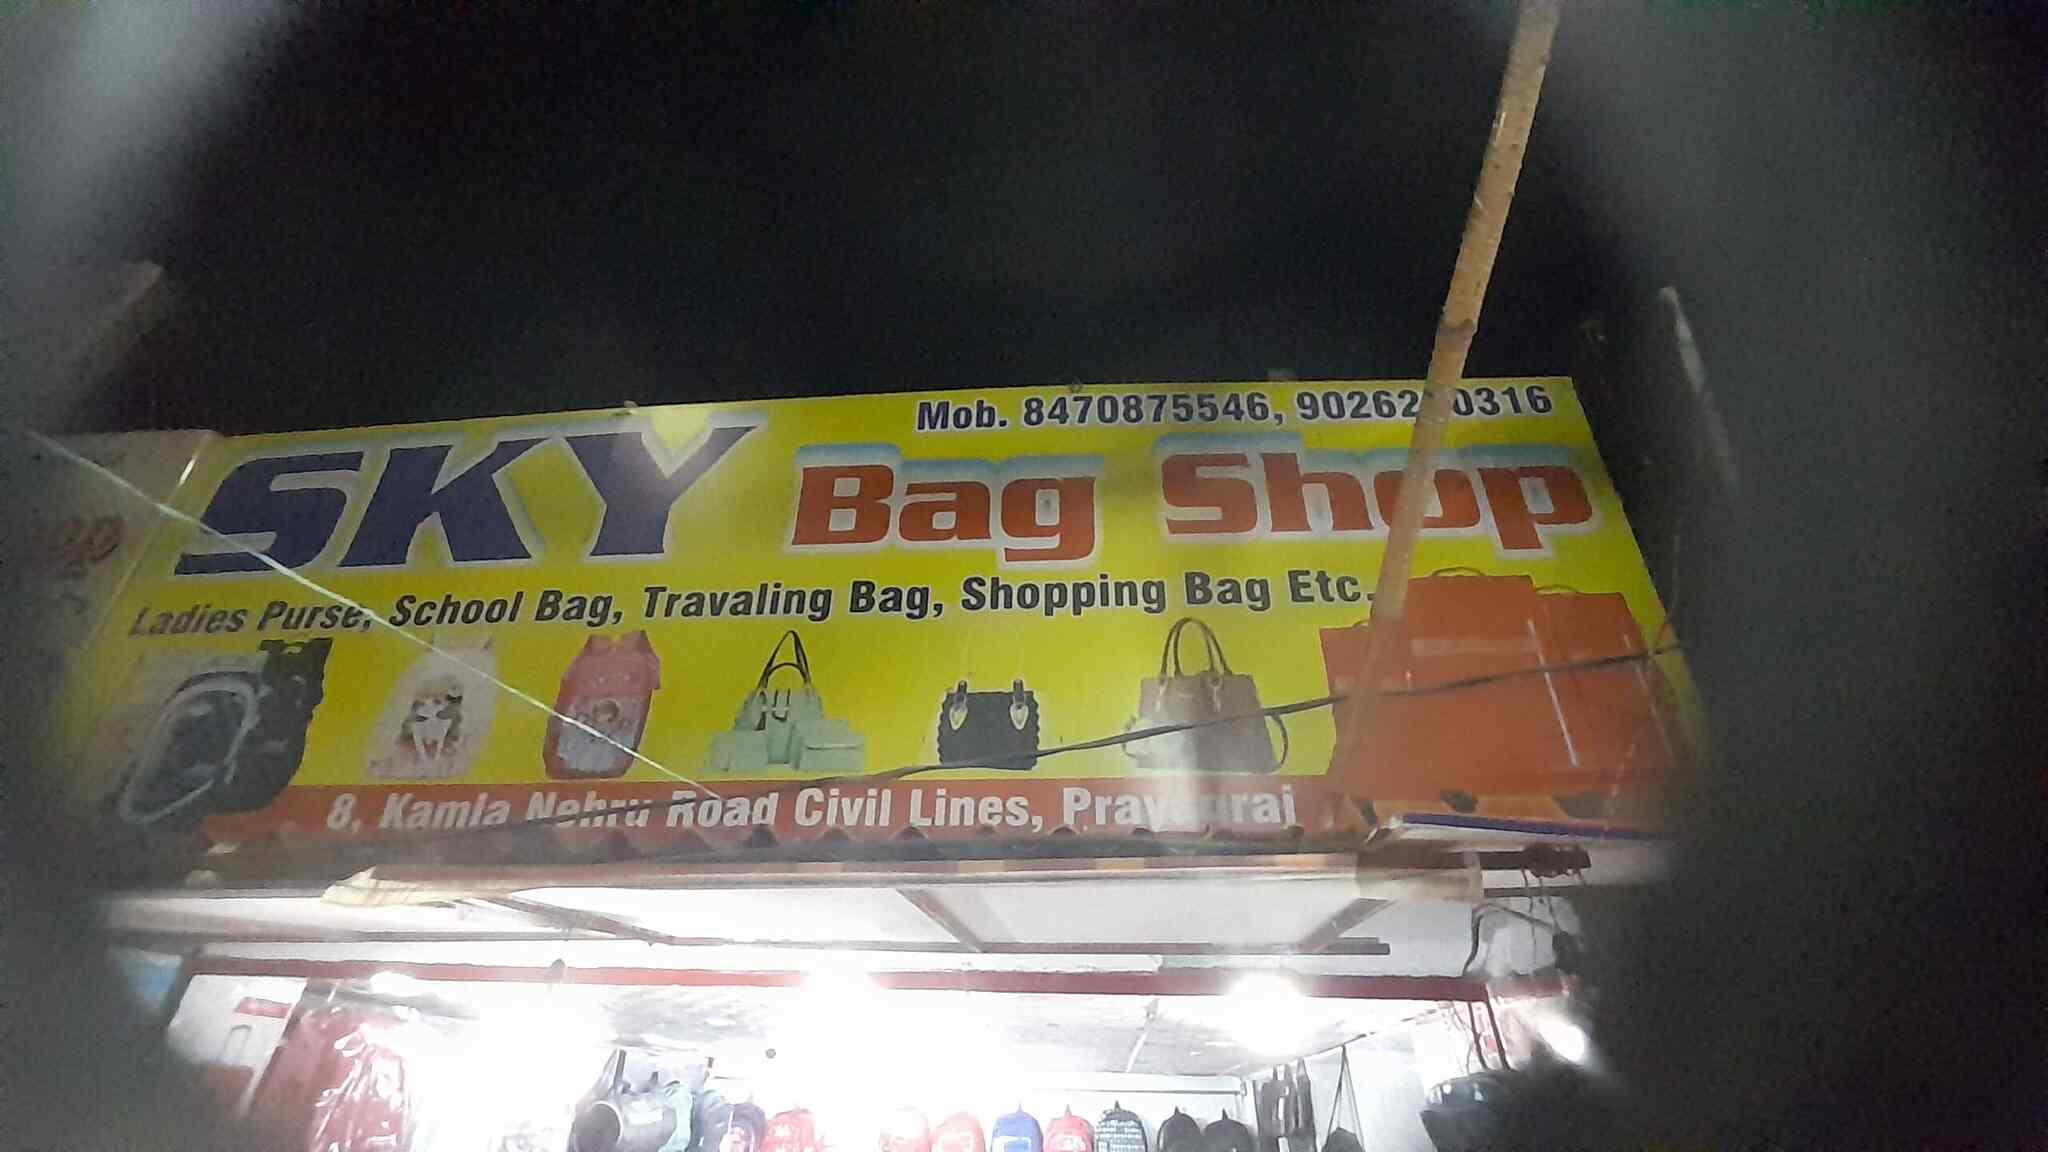 Mob. 8470875546,
SKY Bag Shop
Ladies Purse, School Bag, Travaling Bag, Shopping Bag Etc.
8, Kamla Nehru Road Civil Lines, Prayagraj